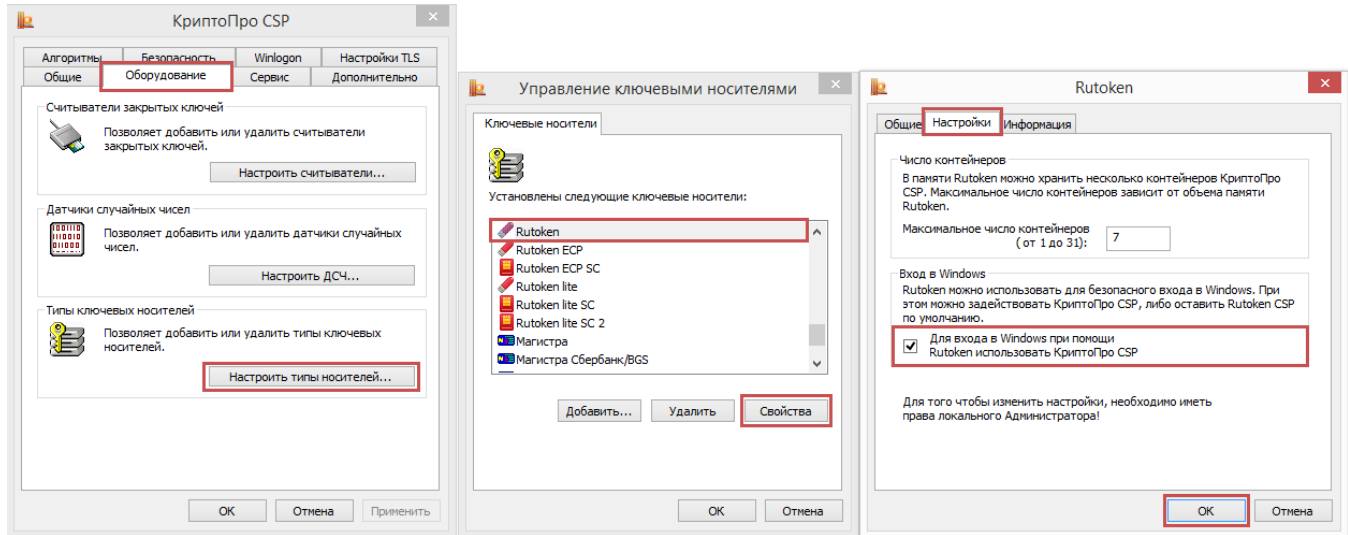 КриптоПро CSP
Алгоритмы Безопасность Winlogon Настройки TLS
Общие Оборудование Сервис Дополнительно
Считыватели закрытых ключей
Позволяет добавить или удалить считыватели
закрытых ключей.
Настроить считыватели...
Датчики случайных чисел
Позволяет добавить или удалить датчики случайных
чисел.
Настроить ДСЧ...
Типы ключевых носителей
Позволяет добавить или удалить типы ключевых
носителей.
Настроить типы носителей...
ОК Отмена Применить
Управление ключевыми носителями
Ключевые носители
Установлены следующие ключевые носители:
Rutoken
Rutoken ECP
Rutoken ECP SC
Rutoken lite
Rutoken lite SC
Rutoken lite SC 2
Магистра
Магистра Сбербанк/BGS
Добавить... Удалить Свойства
ОК Отмена
Rutoken
Общие Настройки Информация
Число контейнеров
В памяти Rutoken можно хранить несколько контейнеров КриптоПро
CSP. Максимальное число контейнеров зависит от объема памяти
Rutoken.
Максимальное число контейнеров
( от 1 до 31): 7
Вход в Windows
Rutoken можно использовать для безопасного входа в Windows. При
этом можно задействовать КриптоПро CSP, либо оставить Rutoken CSP
по умолчанию.
Для входа в Windows при помощи
Rutoken использовать КриптоПро CSP
Для того чтобы изменить настройки, необходимо иметь
права локального Администратора!
ОК Отмена